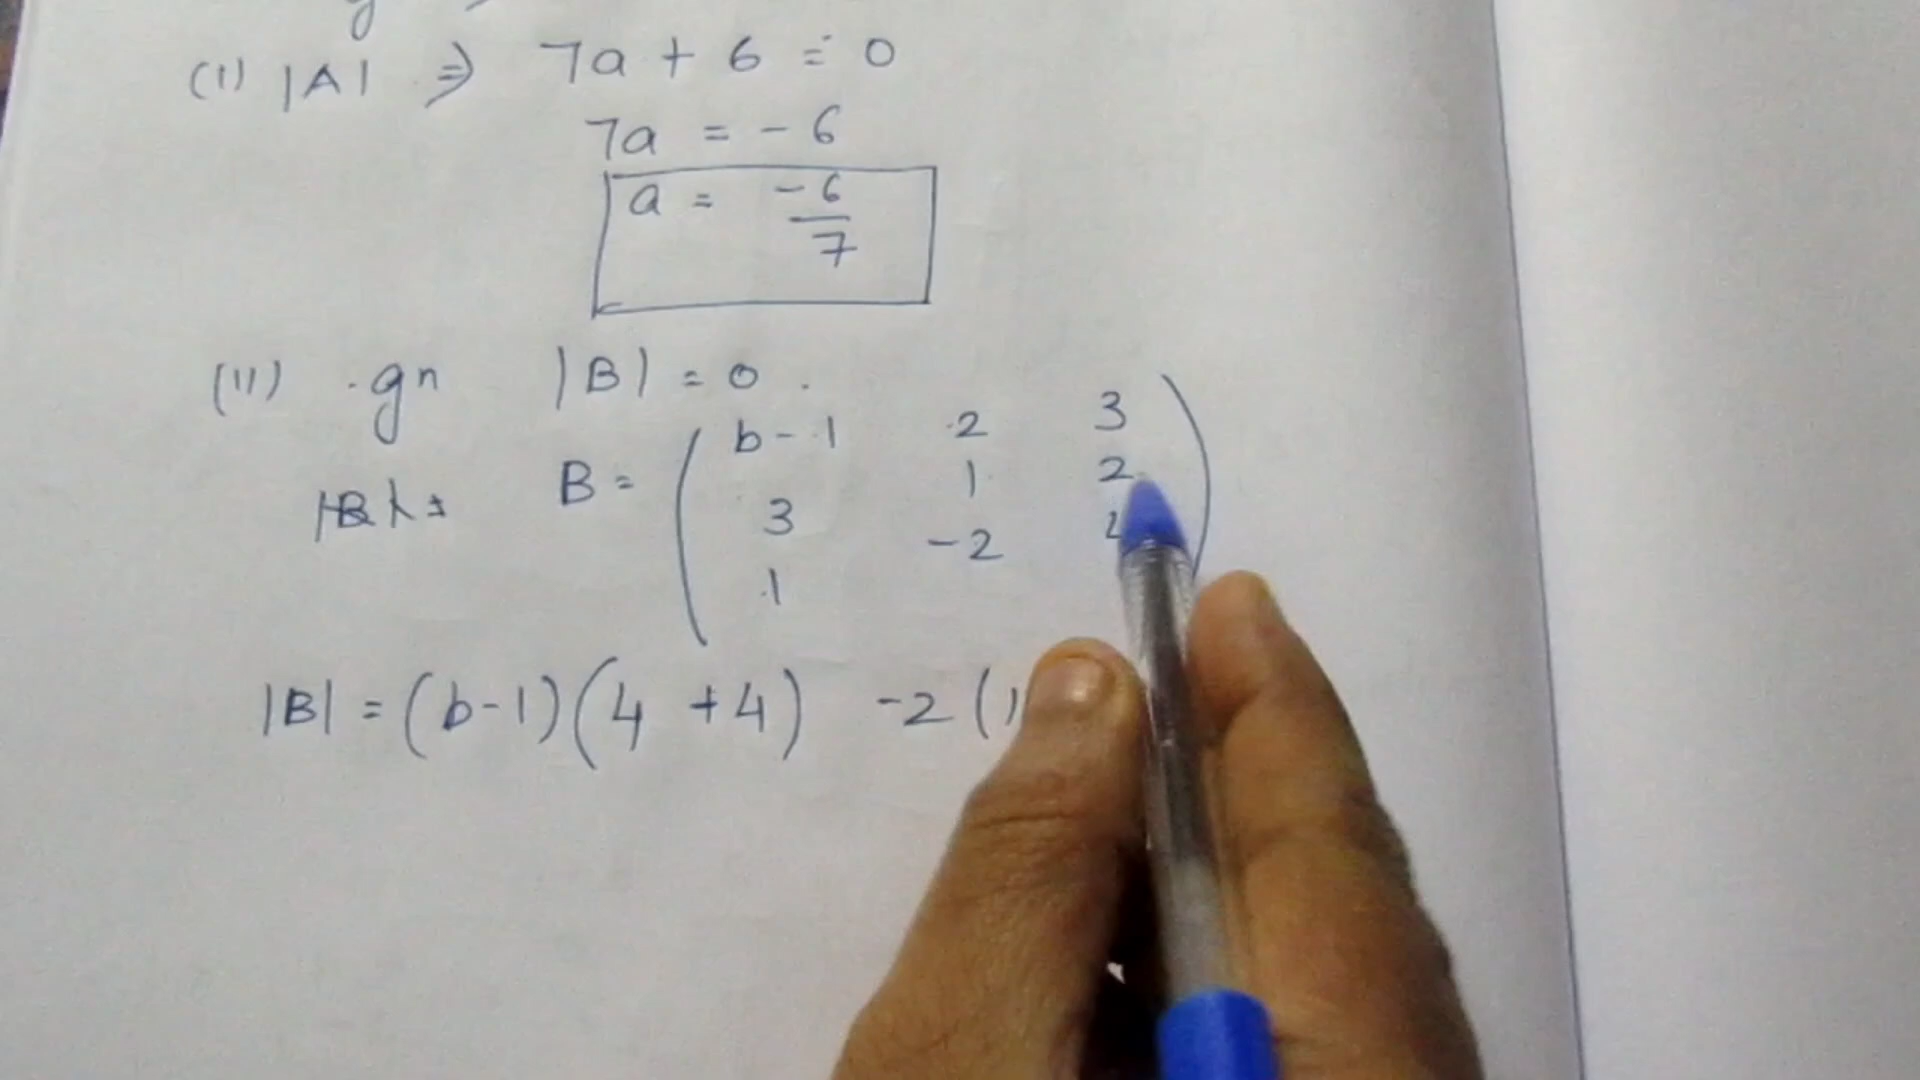 (i) |A| ⇒ 7a + 6 = 0
7a = - 6
a = -6/7
(ii) gn |B| = 0 .
|B| =
B = ( b-1 2 3
3 1 2
1 -2 4 )
|B| = (b-1)(4 +4) -2(1